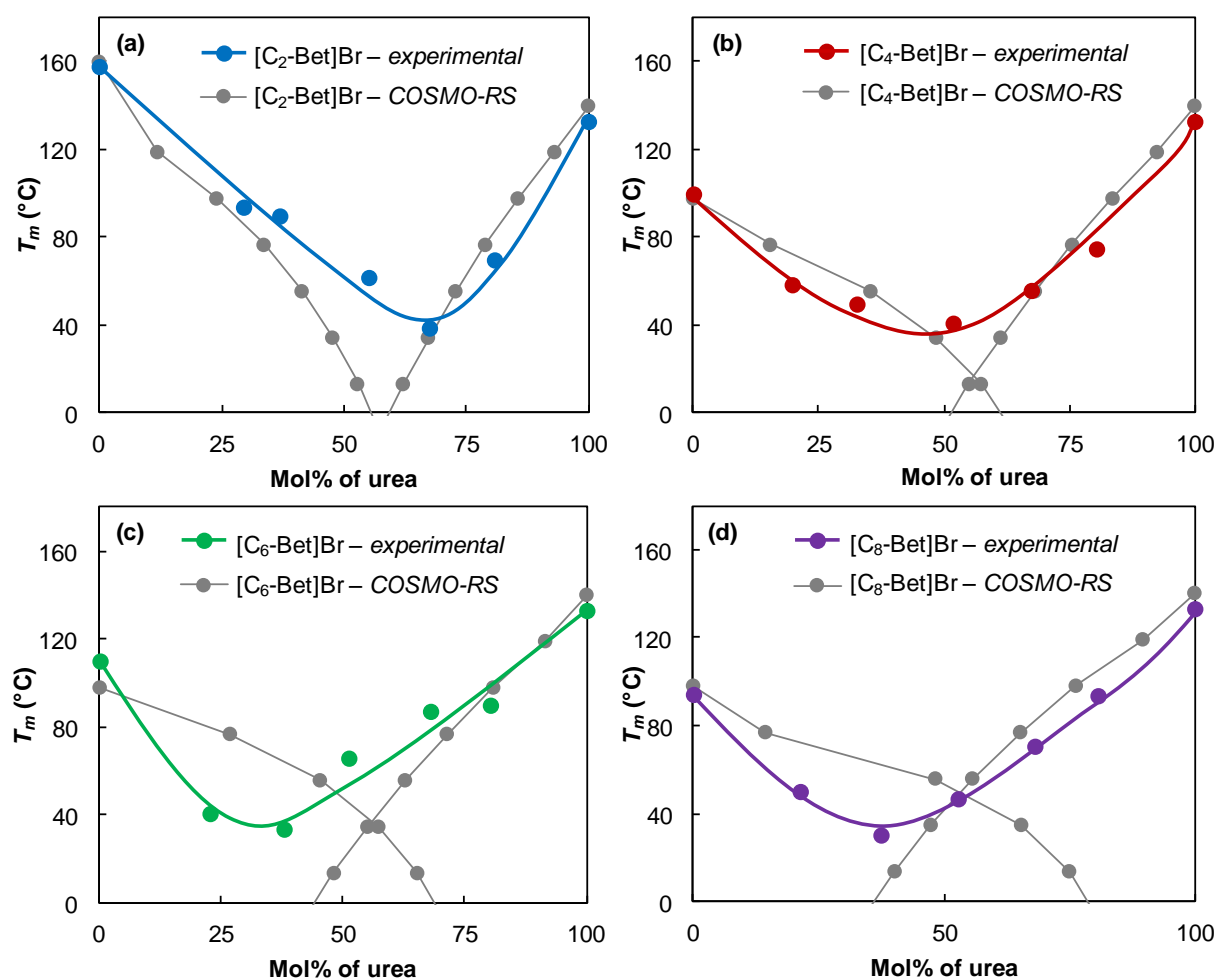 (a)
[C₂-Bet]Br – experimental
[C₂-Bet]Br – COSMO-RS
160
120
80
40
0
Tm (°C)
0 25 50 75 100
Mol% of urea
(b)
[C₄-Bet]Br – experimental
[C₄-Bet]Br – COSMO-RS
160
120
80
40
0
Tm (°C)
0 25 50 75 100
Mol% of urea
(c)
[C₆-Bet]Br – experimental
[C₆-Bet]Br – COSMO-RS
160
120
80
40
0
Tm (°C)
0 25 50 75 100
Mol% of urea
(d)
[C₈-Bet]Br – experimental
[C₈-Bet]Br – COSMO-RS
160
120
80
40
0
Tm (°C)
0 50 100
Mol% of urea